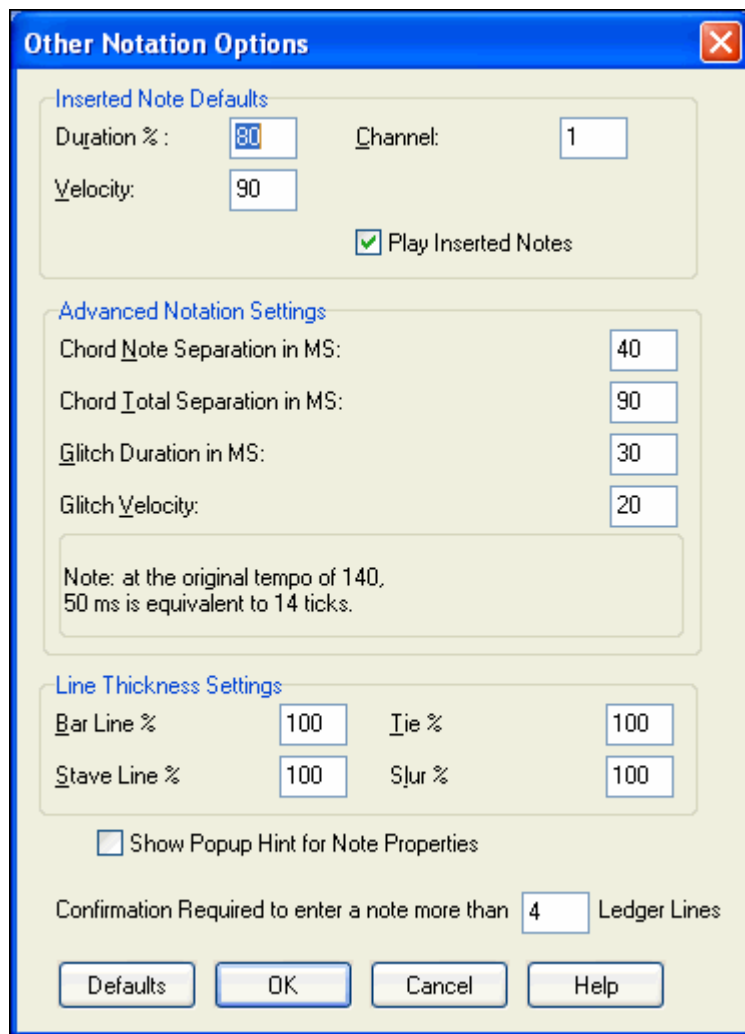 Other Notation Options
Inserted Note Defaults
Duration % : 80 Channel: 1
Velocity: 90
Play Inserted Notes
Advanced Notation Settings
Chord Note Separation in MS: 40
Chord Total Separation in MS: 90
Glitch Duration in MS: 30
Glitch Velocity: 20
Note: at the original tempo of 140,
50 ms is equivalent to 14 ticks.
Line Thickness Settings
Bar Line % 100 Tie % 100
Stave Line % 100 Slur % 100
Show Popup Hint for Note Properties
Confirmation Required to enter a note more than 4 Ledger Lines
Defaults OK Cancel Help